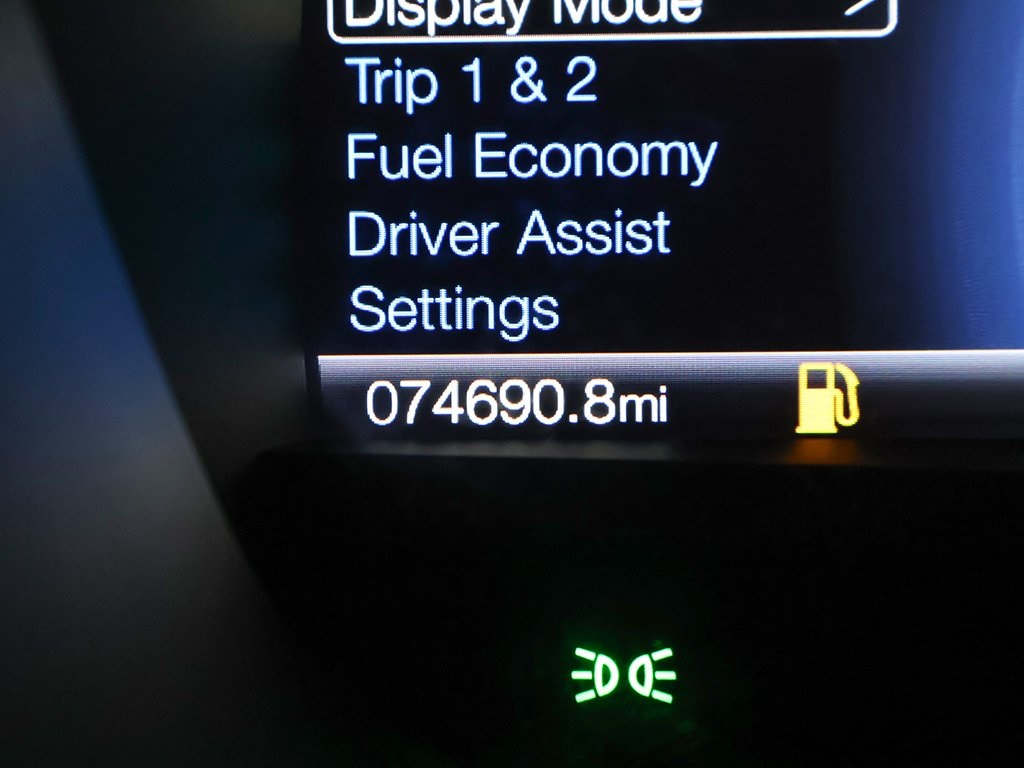 Display Mode
Trip 1 & 2
Fuel Economy
Driver Assist
Settings
074690.8mi